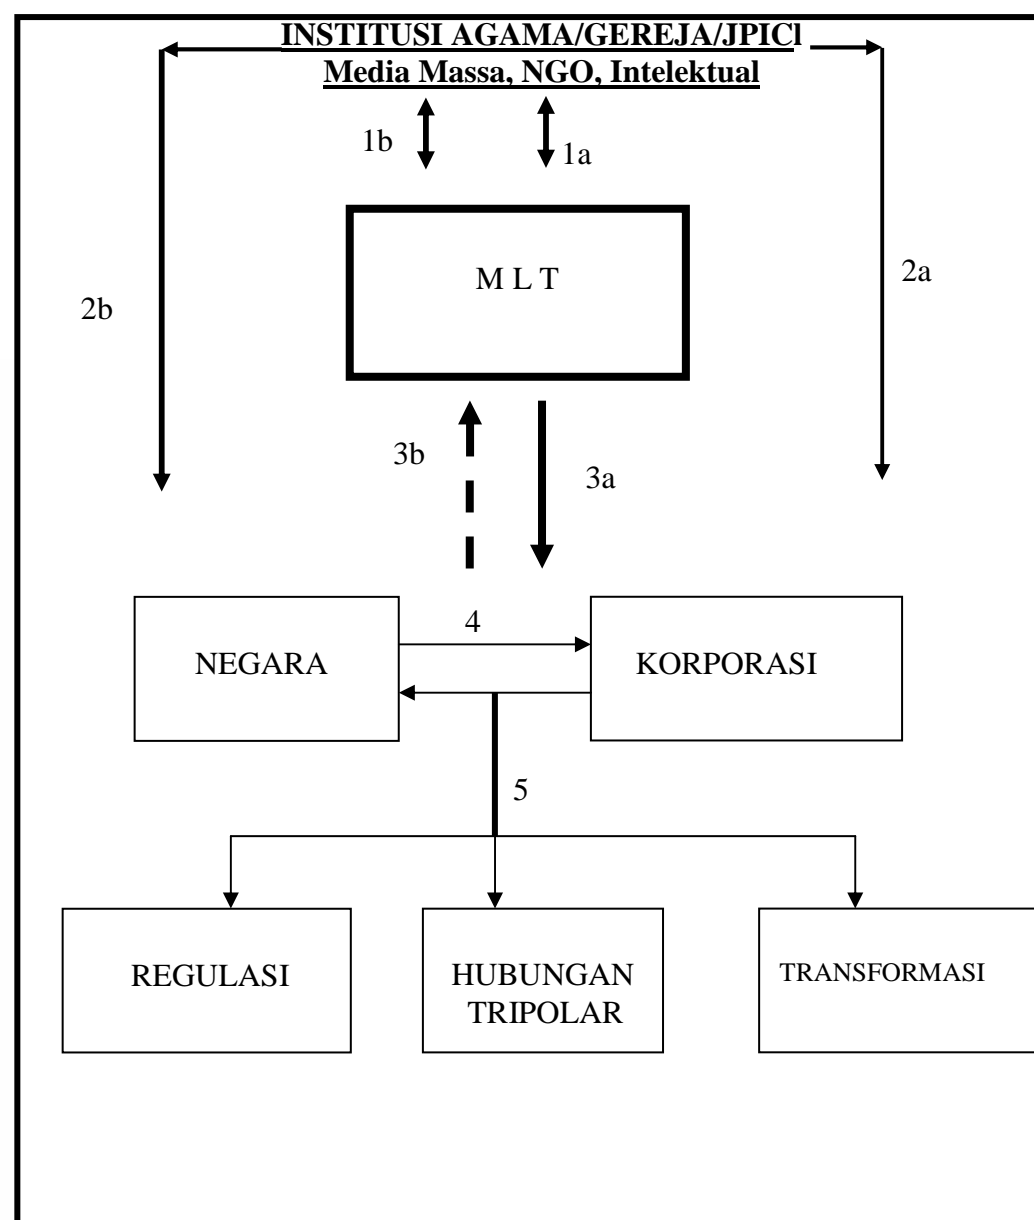 INSTITUSI AGAMA/GEREJA/JPICl
Media Massa, NGO, Intelektual
1b
1a
M L T
2a
2b
3b
3a
4
NEGARA
KORPORASI
5
REGULASI
HUBUNGAN
TRIPOLAR
TRANSFORMASI